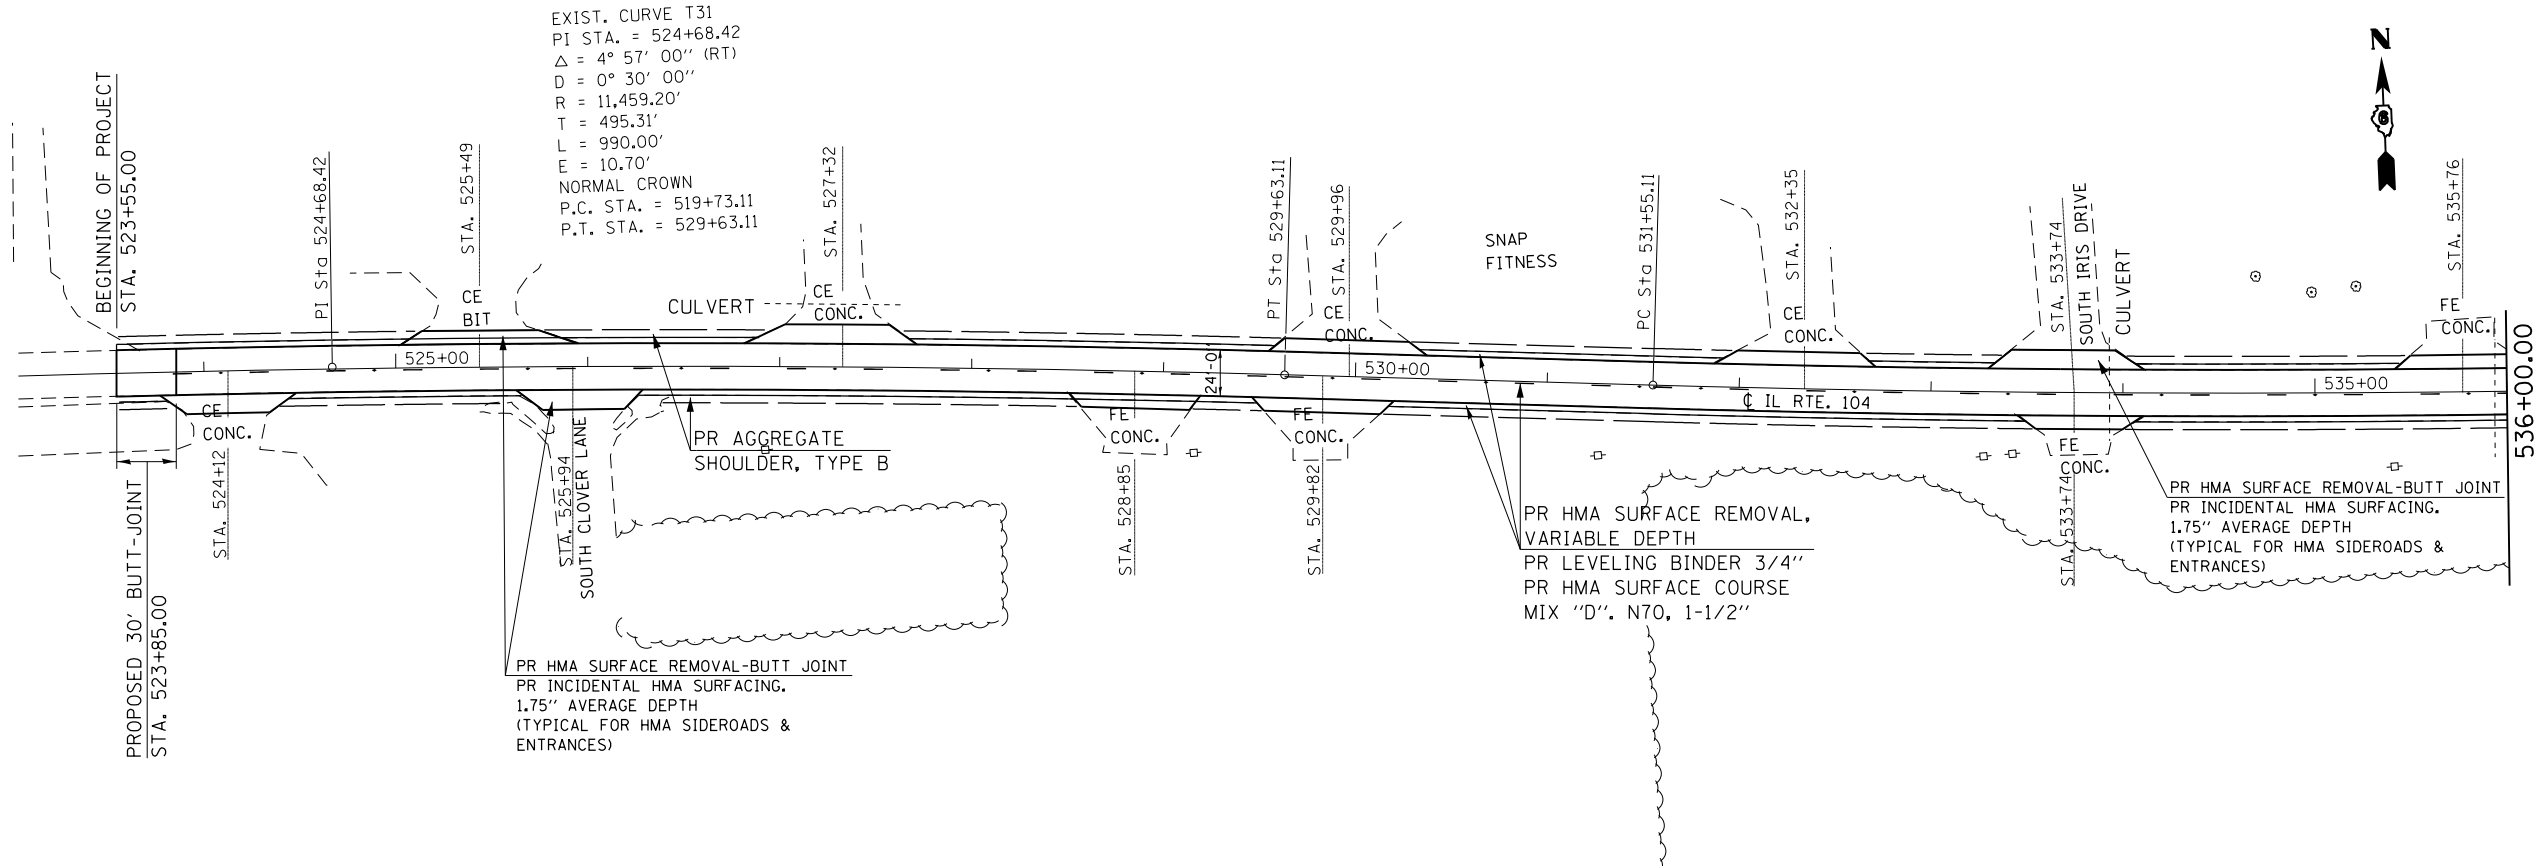 EXIST. CURVE T31
PI STA. = 524+68.42
△ = 4° 57' 00" (RT)
D = 0° 30' 00"
R = 11,459.20'
T = 495.31'
L = 990.00'
E = 10.70'
NORMAL CROWN
P.C. STA. = 519+73.11
P.T. STA. = 529+63.11
N
6
BEGINNING OF PROJECT
STA. 523+55.00
PI Sta 524+68.42
STA. 525+49
STA. 527+32
PT Sta 529+63.11
STA. 529+96
SNAP
FITNESS
PC Sta 531+55.11
STA. 532+35
STA. 533+74
SOUTH IRIS DRIVE
CULVERT
STA. 535+76
CE
BIT
CULVERT
CE
CONC.
CE
CONC.
CE
CONC.
FE
CONC.
525+00
24'-0"
530+00
535+00
℄ IL RTE. 104
536+00.00
CE
CONC.
STA. 524+12
STA. 525+94
SOUTH CLOVER LANE
PR AGGREGATE
SHOULDER, TYPE B
FE
CONC.
STA. 528+85
FE
CONC.
STA. 529+82
FE
CONC.
STA. 533+74
PROPOSED 30' BUTT-JOINT
STA. 523+85.00
PR HMA SURFACE REMOVAL,
VARIABLE DEPTH
PR LEVELING BINDER 3/4"
PR HMA SURFACE COURSE
MIX "D". N70, 1-1/2"
PR HMA SURFACE REMOVAL-BUTT JOINT
PR INCIDENTAL HMA SURFACING.
1.75" AVERAGE DEPTH
(TYPICAL FOR HMA SIDEROADS &
ENTRANCES)
PR HMA SURFACE REMOVAL-BUTT JOINT
PR INCIDENTAL HMA SURFACING.
1.75" AVERAGE DEPTH
(TYPICAL FOR HMA SIDEROADS &
ENTRANCES)